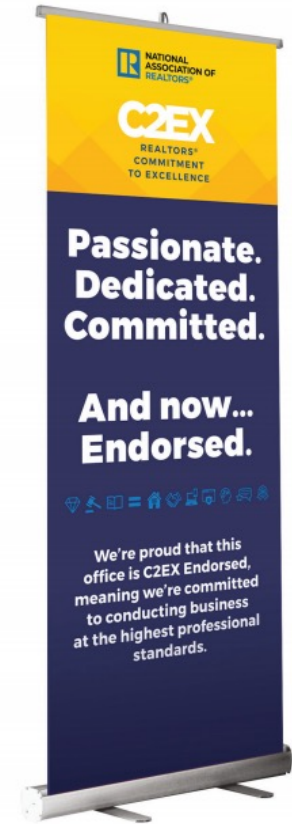 R
NATIONAL
ASSOCIATION OF
REALTORS®
C2EX
REALTORS®
COMMITMENT
TO EXCELLENCE
Passionate.
Dedicated.
Committed.
And now...
Endorsed.
We're proud that this
office is C2EX Endorsed,
meaning we're committed
to conducting business
at the highest professional
standards.